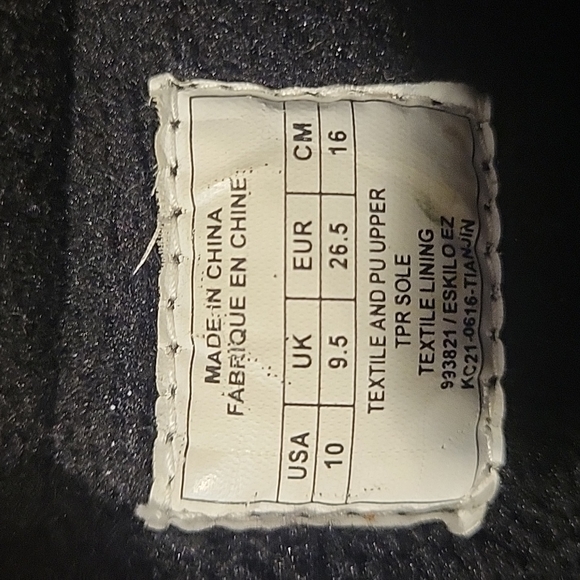 MADE IN CHINA
FABRIQUE EN CHINE
USA UK EUR CM
10 9.5 26.5 16
TEXTILE AND PU UPPER
TPR SOLE
TEXTILE LINING
993821 / ESKILO EZ
KC21-0616-TIANJIN